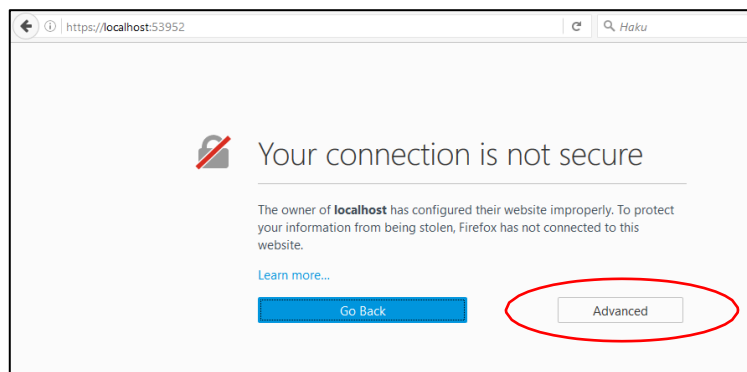 https://localhost:53952
Haku
Your connection is not secure
The owner of localhost has configured their website improperly. To protect
your information from being stolen, Firefox has not connected to this
website.
Learn more...
Go Back
Advanced